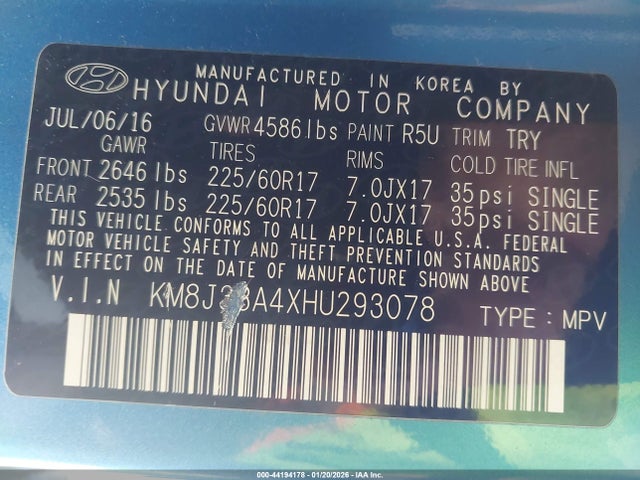 MANUFACTURED IN KOREA BY
HYUNDAI MOTOR COMPANY
JUL/06/16 GVWR 4586 lbs PAINT R5U TRIM TRY
GAWR TIRES RIMS COLD TIRE INFL
FRONT 2646 lbs 225/60R17 7.0JX17 35 psi SINGLE
REAR 2535 lbs 225/60R17 7.0JX17 35 psi SINGLE
THIS VEHICLE CONFORMS TO ALL APPLICABLE U.S.A. FEDERAL
MOTOR VEHICLE SAFETY AND THEFT PREVENTION STANDARDS
IN EFFECT ON THE DATE OF MANUFACTURE SHOWN ABOVE
V.I.N KM8J33A4XHU293078 TYPE : MPV
000-44194178 - 01/20/2026 - IAA Inc.